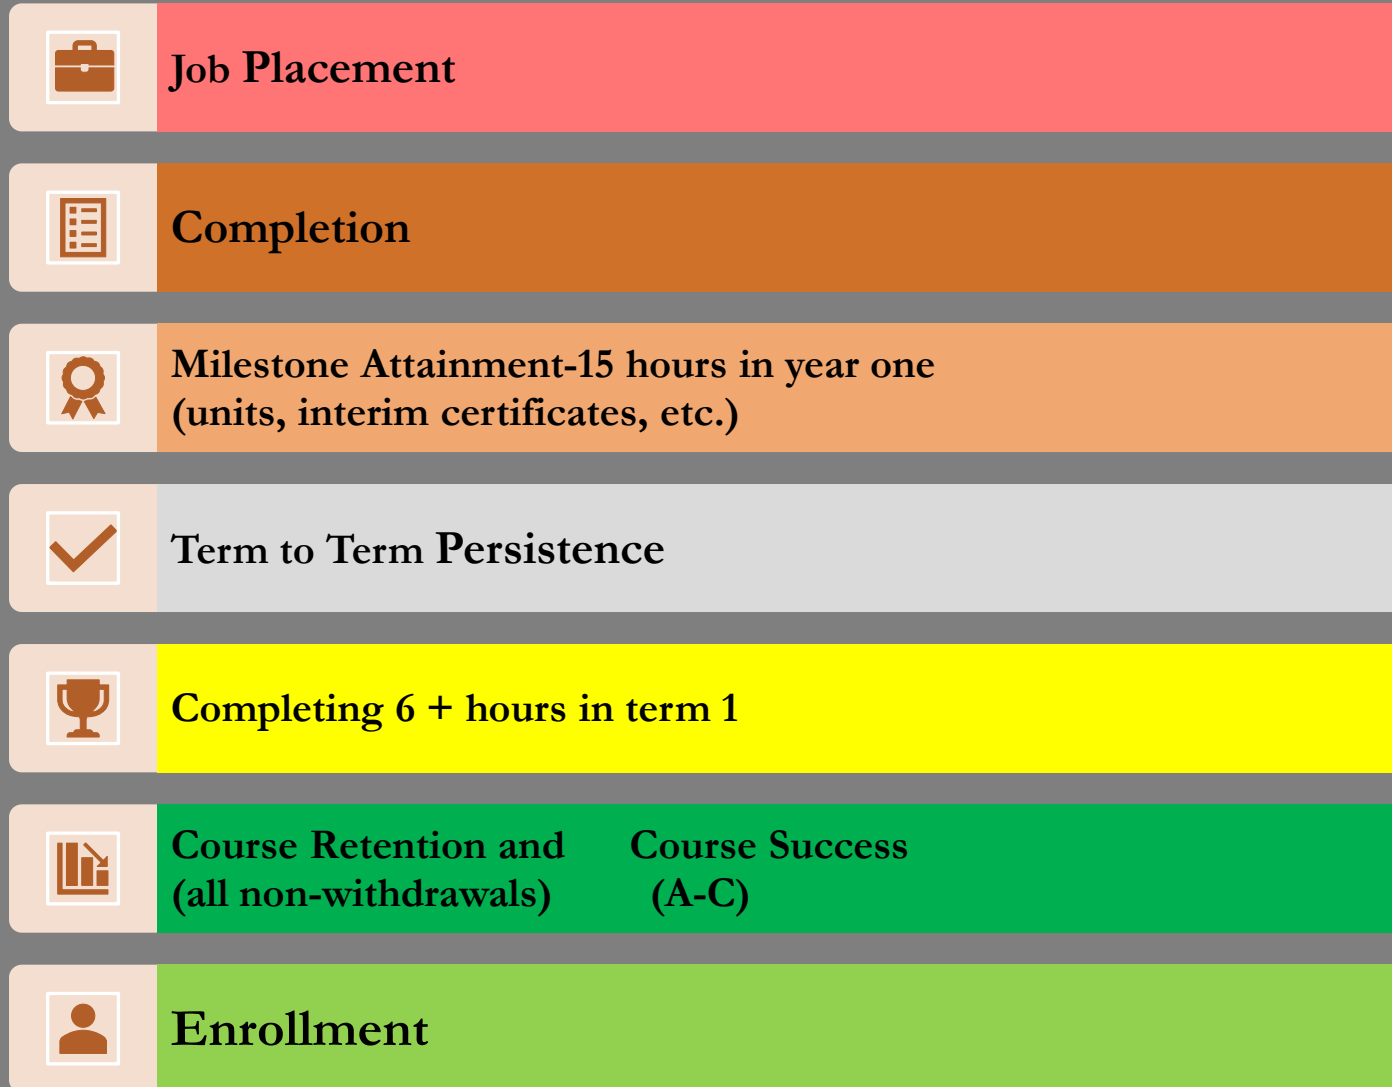 Job Placement
Completion
Milestone Attainment-15 hours in year one
(units, interim certificates, etc.)
Term to Term Persistence
Completing 6 + hours in term 1
Course Retention and Course Success
(all non-withdrawals) (A-C)
Enrollment